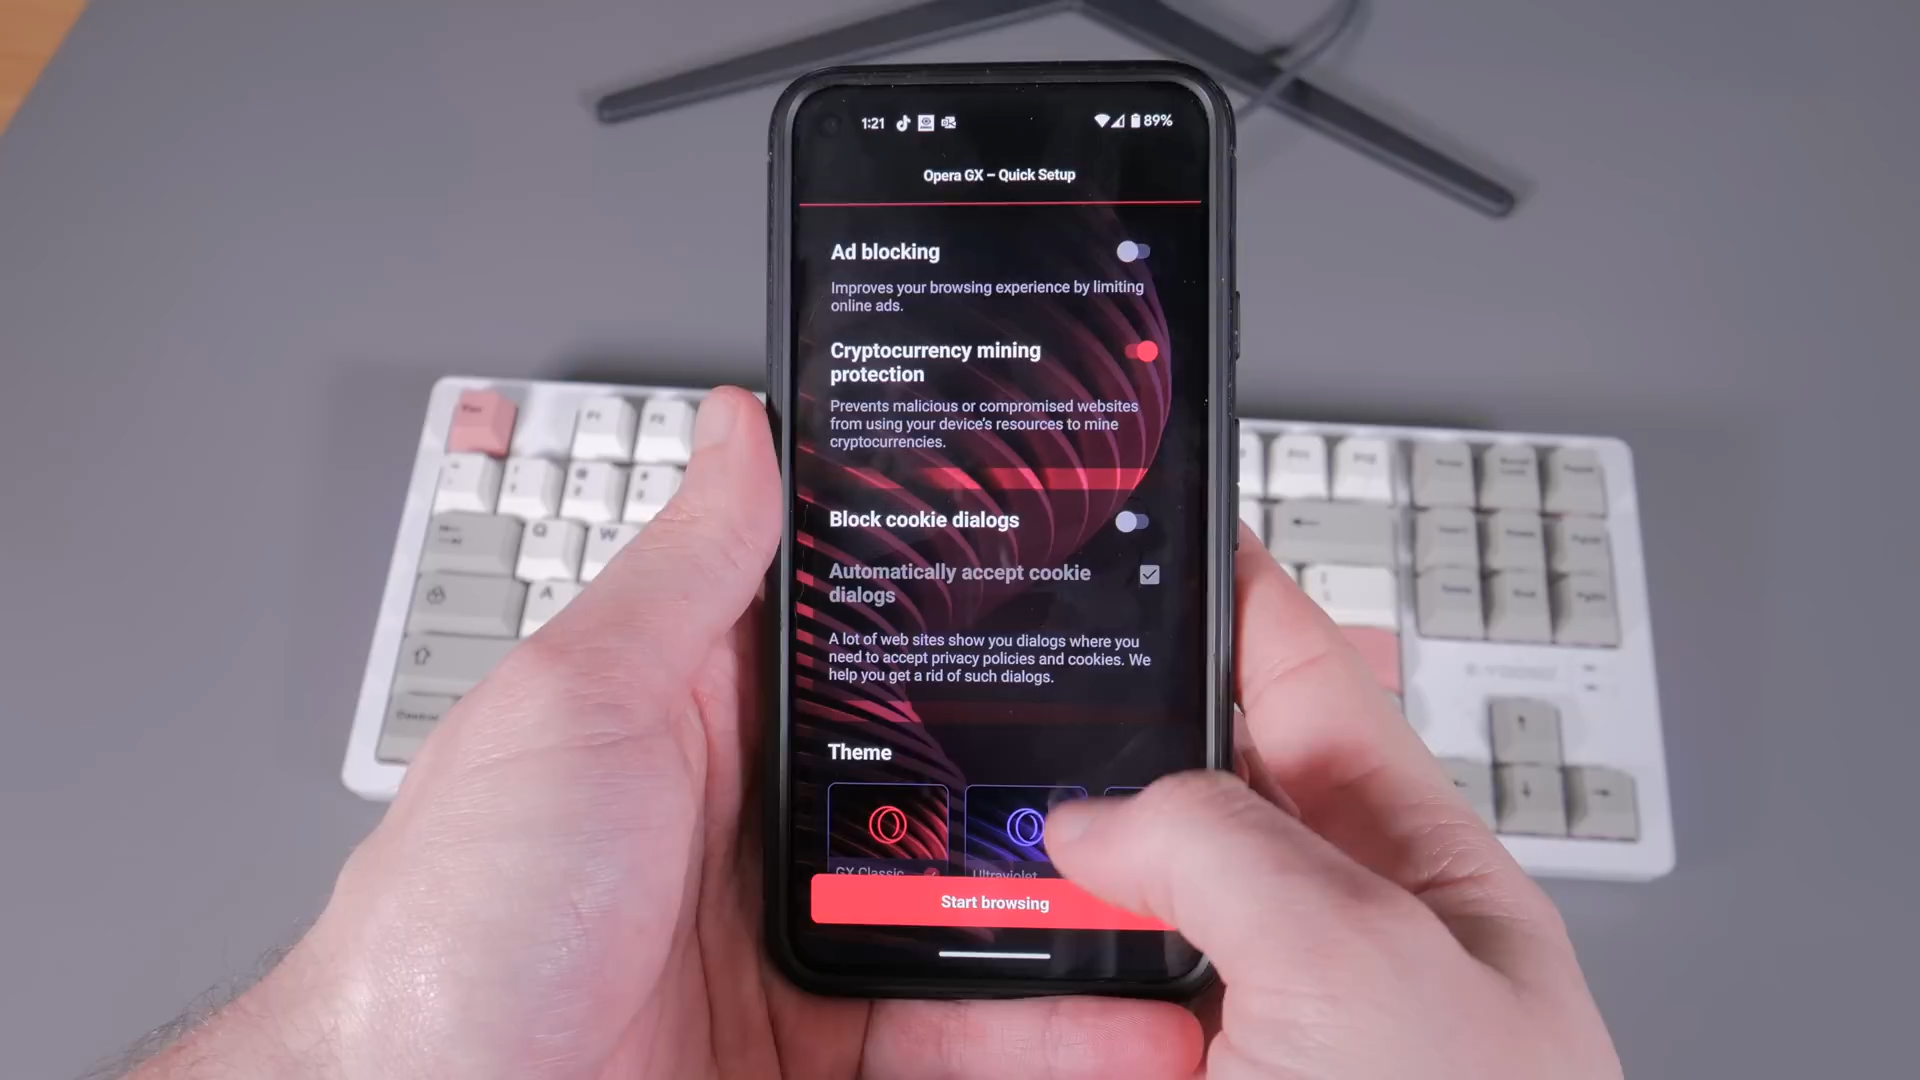 1:21
89%
Opera GX – Quick Setup
Ad blocking
Improves your browsing experience by limiting
online ads.
Cryptocurrency mining
protection
Prevents malicious or compromised websites
from using your device's resources to mine
cryptocurrencies.
Block cookie dialogs
Automatically accept cookie
dialogs
A lot of web sites show you dialogs where you
need to accept privacy policies and cookies. We
help you get a rid of such dialogs.
Theme
GX Classic
Ultraviolet
Start browsing
F1
Q
W
A
Control